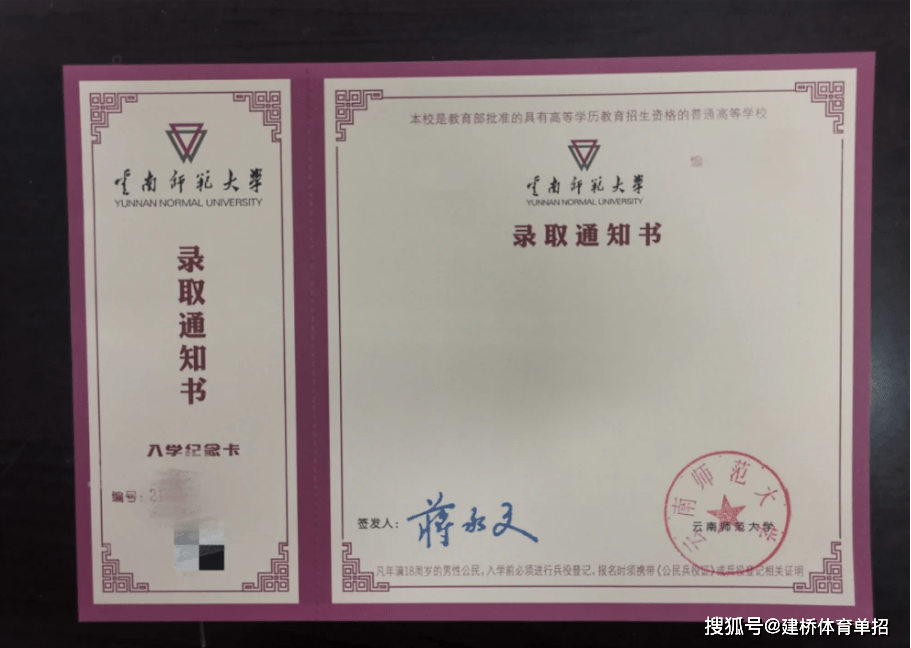 云南师范大学
YUNNAN NORMAL UNIVERSITY
录取通知书
入学纪念卡
编号：2
本校是教育部批准的具有高等学历教育招生资格的普通高等学校
编
云南师范大学
YUNNAN NORMAL UNIVERSITY
录取通知书
签发人：蒋永文
云南师范大学
云南师范大学
凡年满18周岁的男性公民，入学前必须进行兵役登记，报名时须携带《公民兵役证》或兵役登记相关证明
搜狐号@建桥体育单招